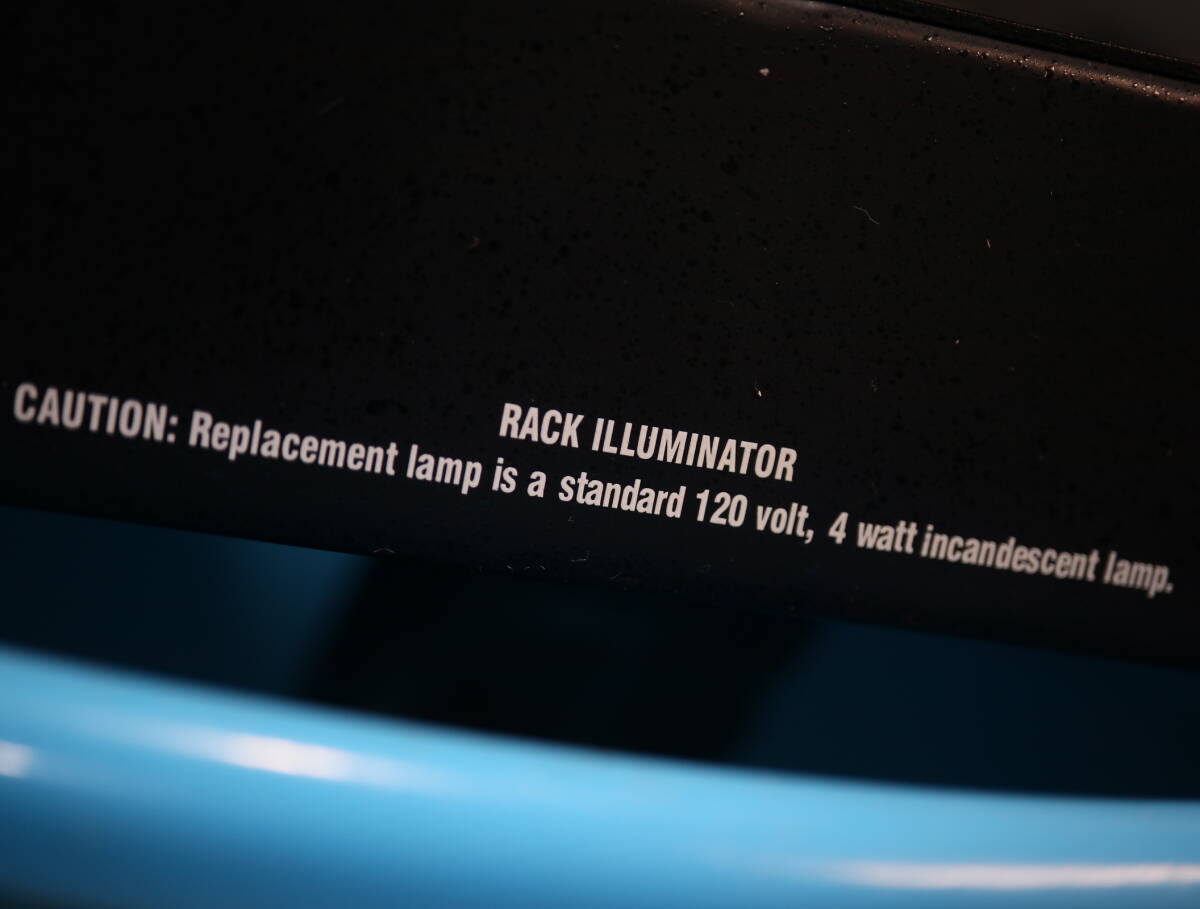 RACK ILLUMINATOR
CAUTION: Replacement lamp is a standard 120 volt, 4 watt incandescent lamp.